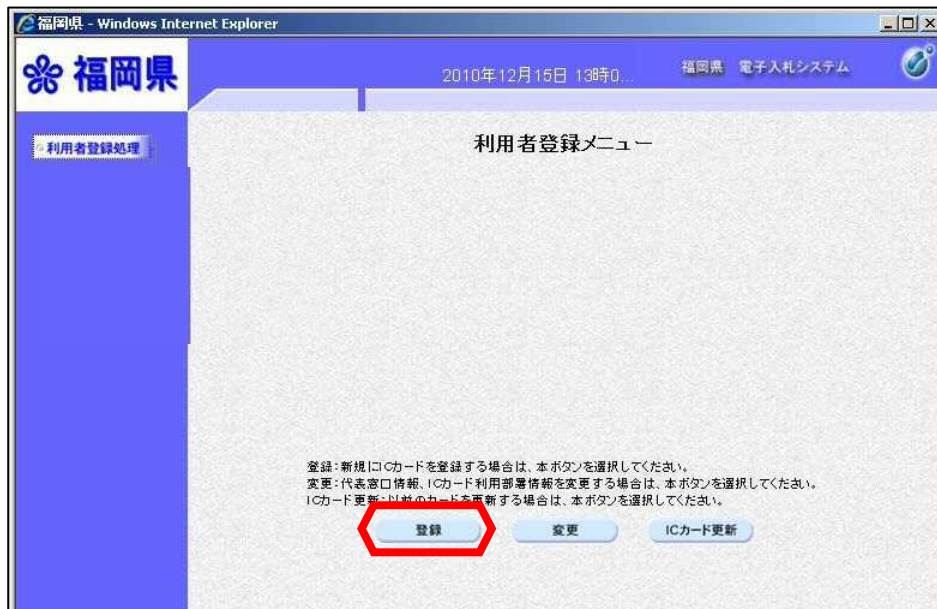 福岡県 - Windows Internet Explorer
福岡県
2010年12月15日 13時0...
福岡県 電子入札システム
利用者登録処理
利用者登録メニュー
登録：新規にICカードを登録する場合は、本ボタンを選択してください。
変更：代表窓口情報、ICカード利用部署情報を変更する場合は、本ボタンを選択してください。
ICカード更新：以前のカードを更新する場合は、本ボタンを選択してください。
登録 変更 ICカード更新